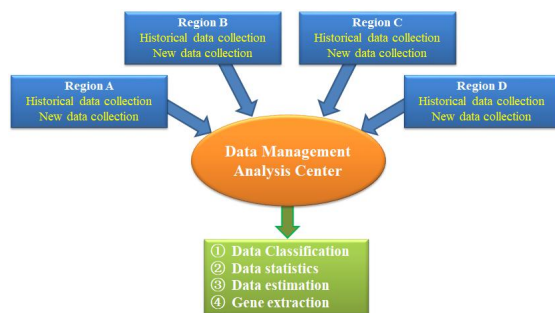 Region B
Historical data collection
New data collection
Region C
Historical data collection
New data collection
Region A
Historical data collection
New data collection
Region D
Historical data collection
New data collection
Data Management
Analysis Center
① Data Classification
② Data statistics
③ Data estimation
④ Gene extraction